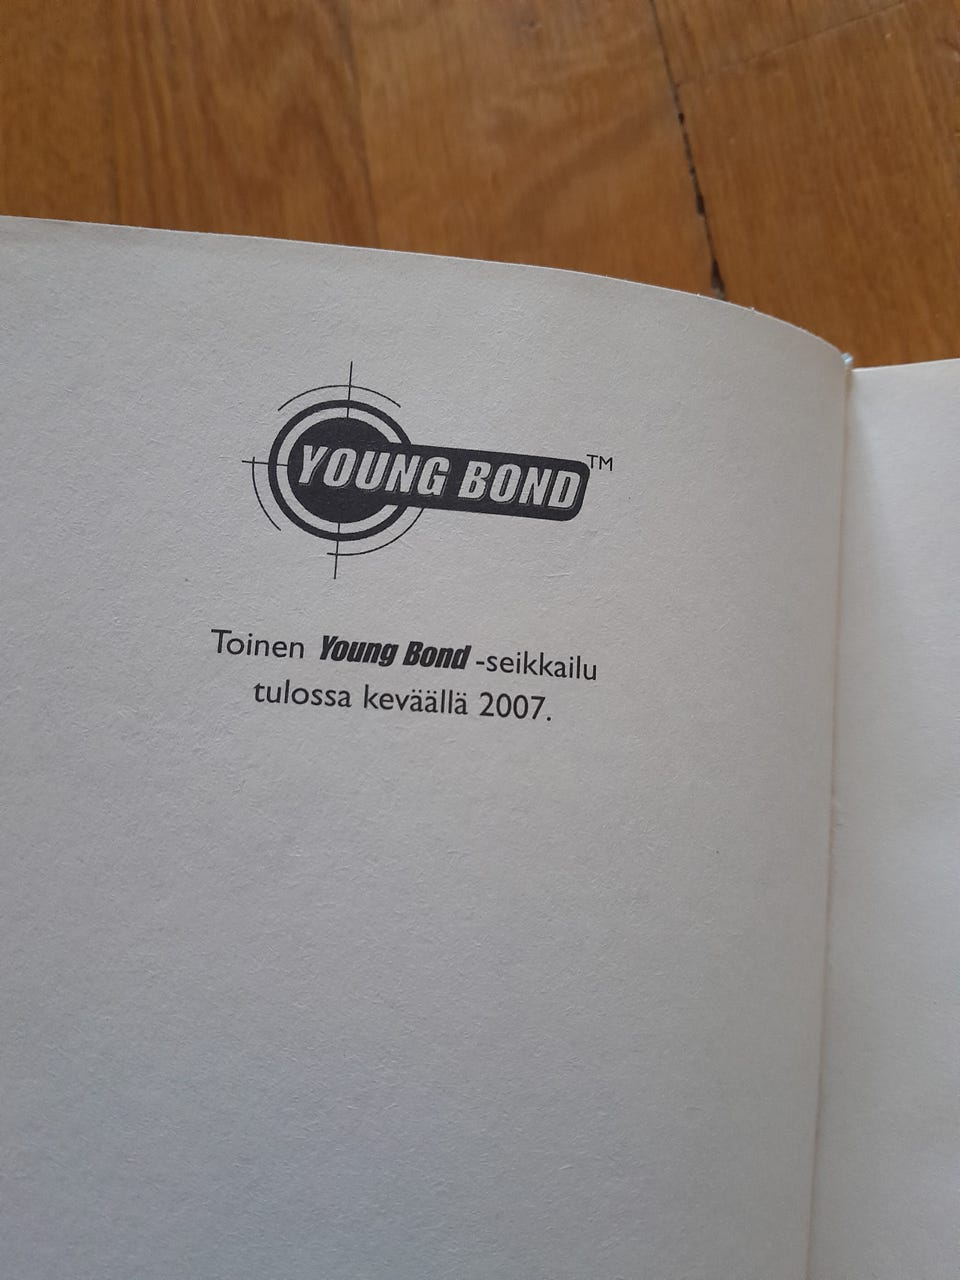 YOUNG BOND™
Toinen Young Bond -seikkailu
tulossa keväällä 2007.